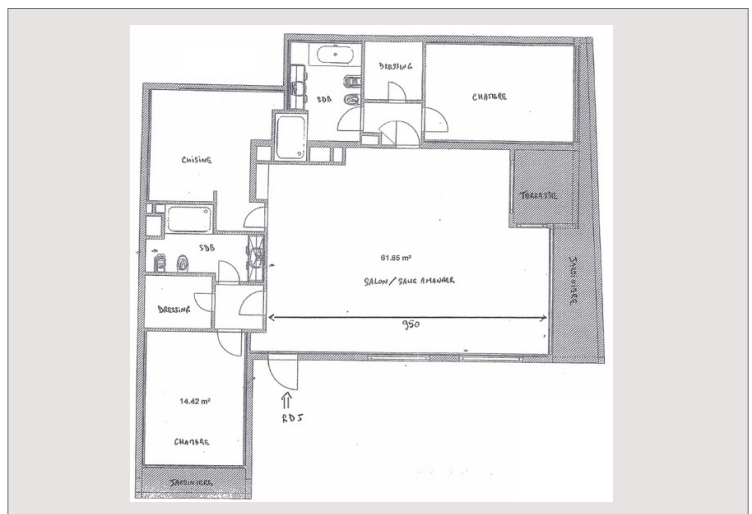 DRESSING
SDB
CHAMBRE
CUISINE
TERRASSE
SDB
61.65 m²
JARDINIERE
SALON/SALLE A MANGER
DRESSING
950
14.42 m²
RDJ
CHAMBRE
JARDINIERE